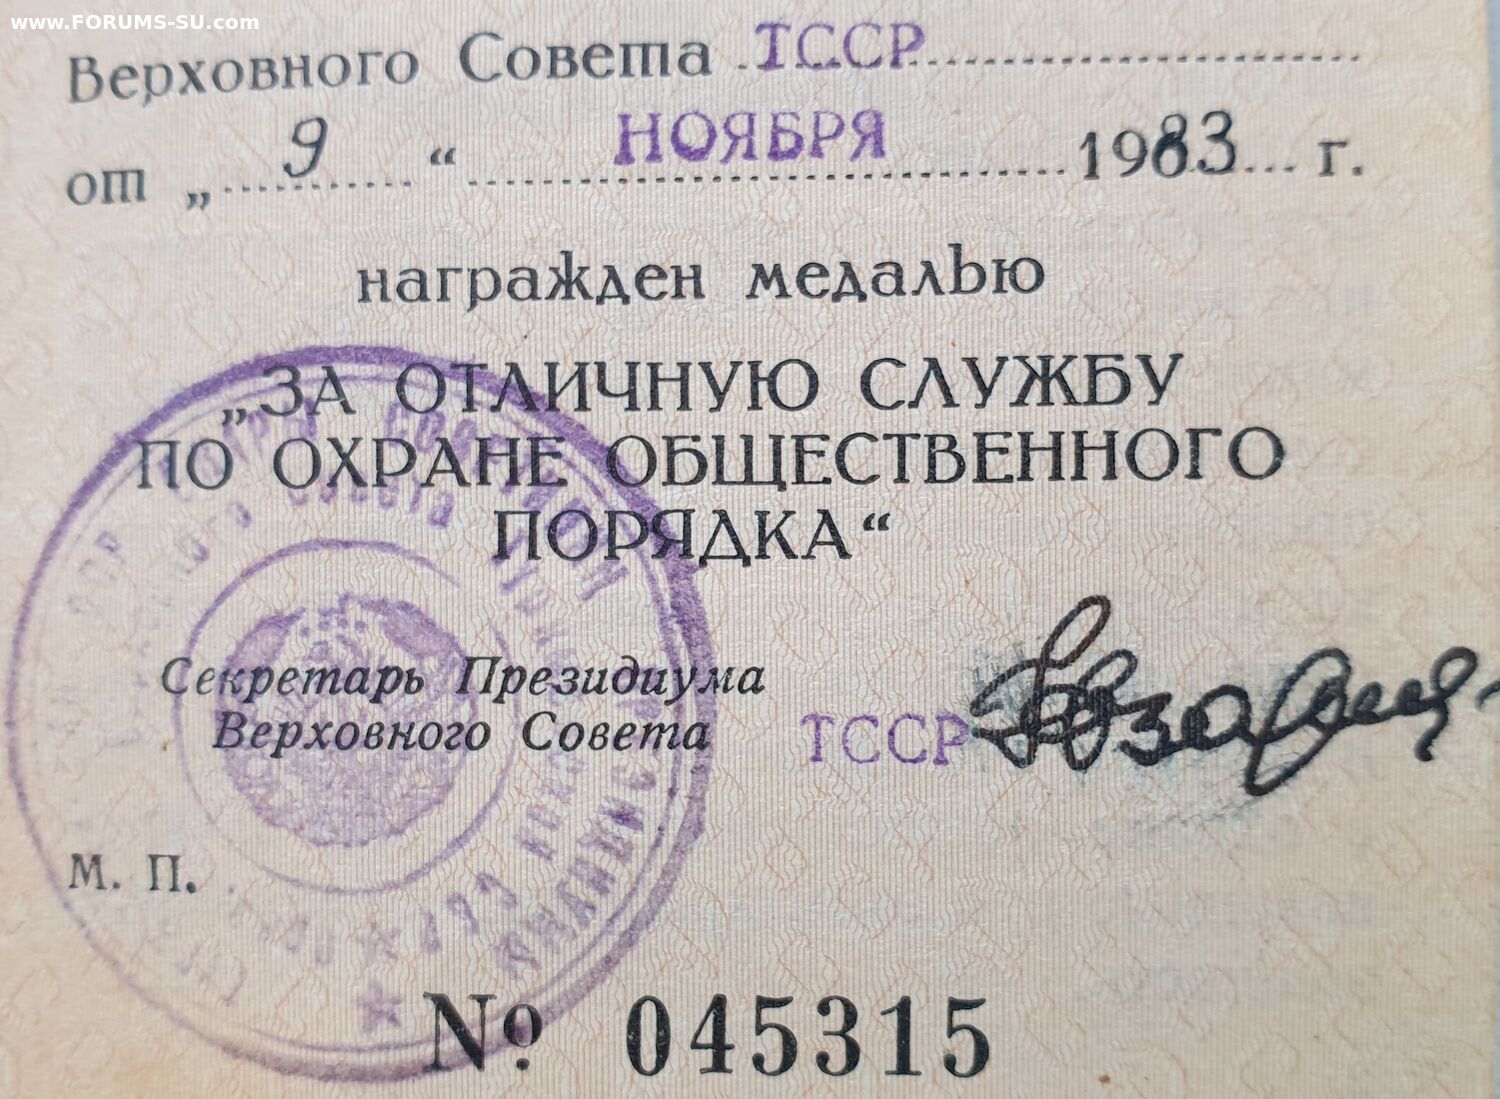 www.FORUMS-SU.com
Верховного Совета ТССР
от „ 9 “ НОЯБРЯ 1983 г.
награжден медалью
„ЗА ОТЛИЧНУЮ СЛУЖБУ
ПО ОХРАНЕ ОБЩЕСТВЕННОГО
ПОРЯДКА“
Секретарь Президиума
Верховного Совета ТССР
М. П.
№ 045315